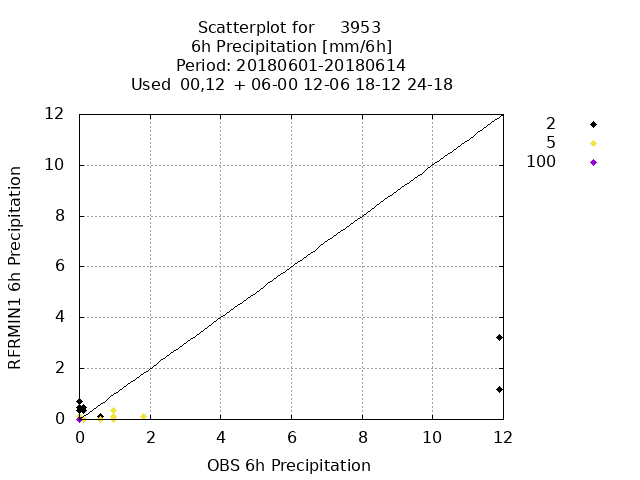 Scatterplot for     3953
6h Precipitation [mm/6h]
Period: 20180601-20180614
Used  00,12  + 06-00 12-06 18-12 24-18
2
5
100
RFRMIN1 6h Precipitation
12
10
8
6
4
2
0
0 2 4 6 8 10 12
OBS 6h Precipitation